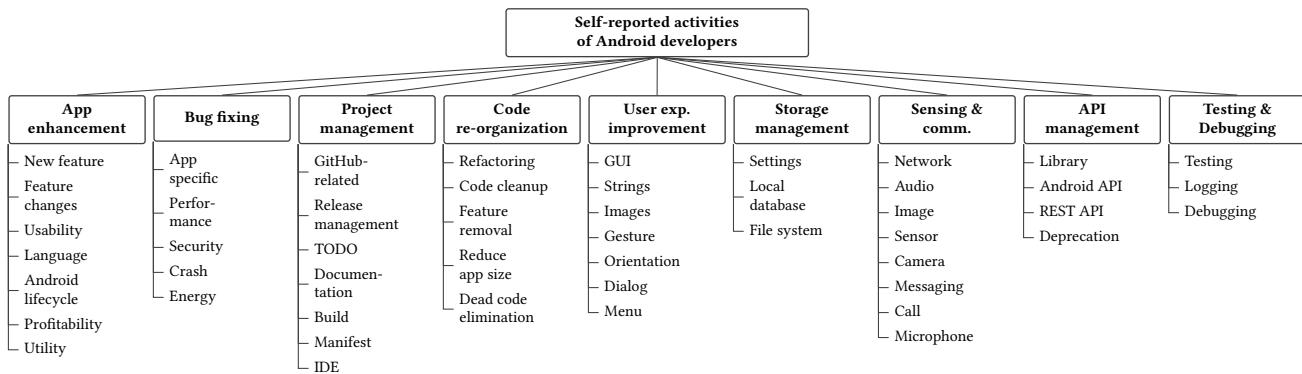 Self-reported activities
of Android developers
App
enhancement
New feature
Feature
changes
Usability
Language
Android
lifecycle
Profitability
Utility
Bug fixing
App
specific
Perfor-
mance
Security
Crash
Energy
Project
management
GitHub-
related
Release
management
TODO
Documen-
tation
Build
Manifest
IDE
Code
re-organization
Refactoring
Code cleanup
Feature
removal
Reduce
app size
Dead code
elimination
User exp.
improvement
GUI
Strings
Images
Gesture
Orientation
Dialog
Menu
Storage
management
Settings
Local
database
File system
Sensing &
comm.
Network
Audio
Image
Sensor
Camera
Messaging
Call
Microphone
API
management
Library
Android API
REST API
Deprecation
Testing &
Debugging
Testing
Logging
Debugging